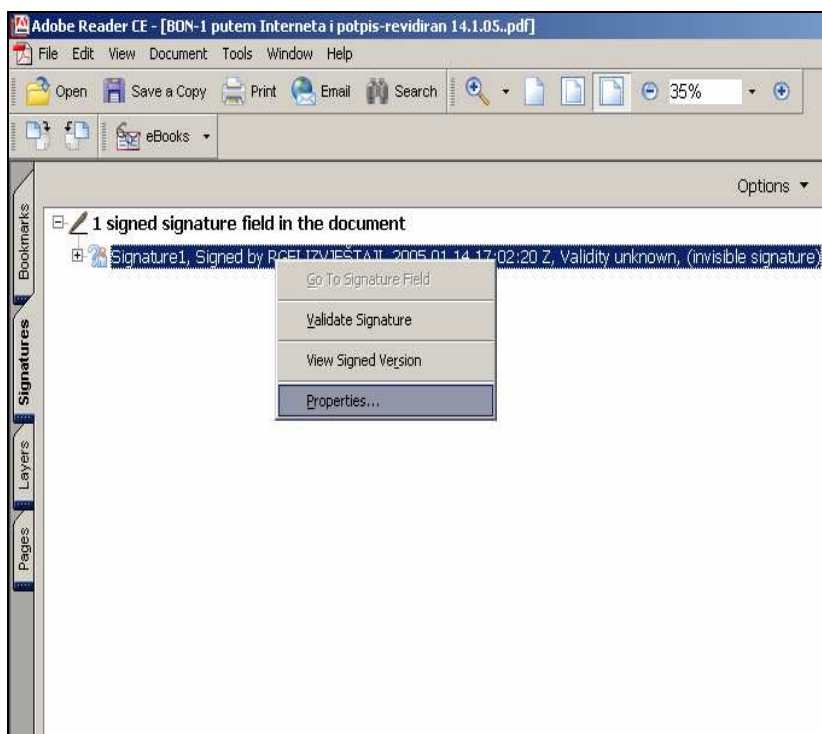 Adobe Reader CE - [BON-1 putem Interneta i potpis-revidiran 14.1.05..pdf]
File Edit View Document Tools Window Help
Open Save a Copy Print Email Search 35%
eBooks
Options
Bookmarks
1 signed signature field in the document
Signature1, Signed by IZVJEŠTAJI, 2005.01.14 17:02:20 Z, Validity unknown, (invisible signature)
Go To Signature Field
Validate Signature
View Signed Version
Properties...
Signatures
Layers
Pages